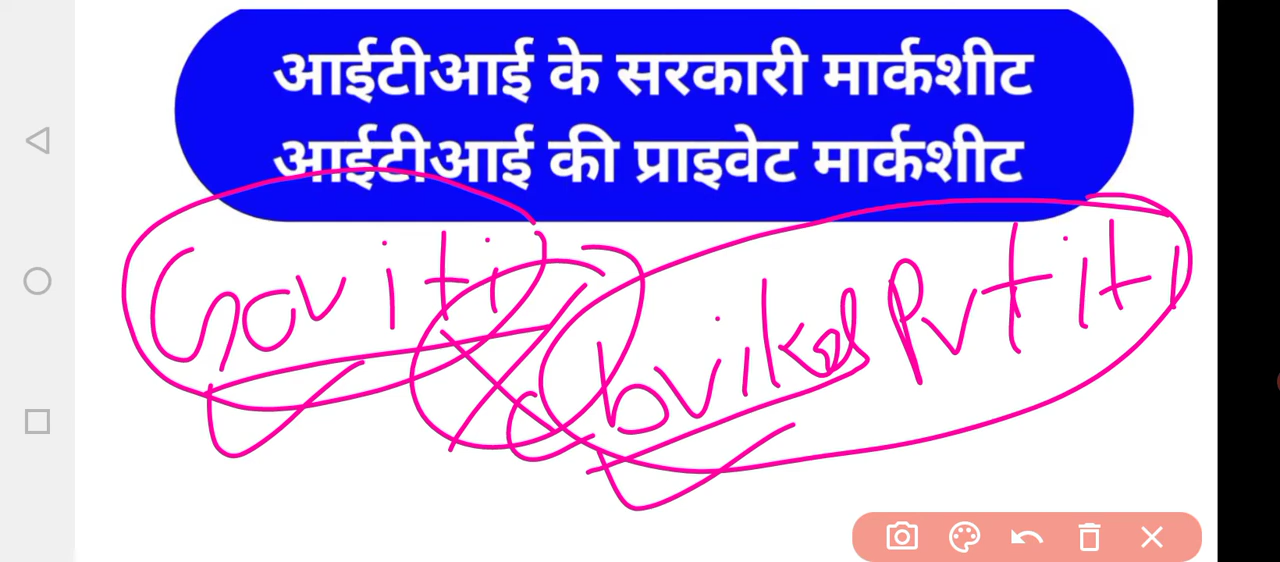 आईटीआई के सरकारी मार्कशीट
आईटीआई की प्राइवेट मार्कशीट
Gov iti
Pvt iti